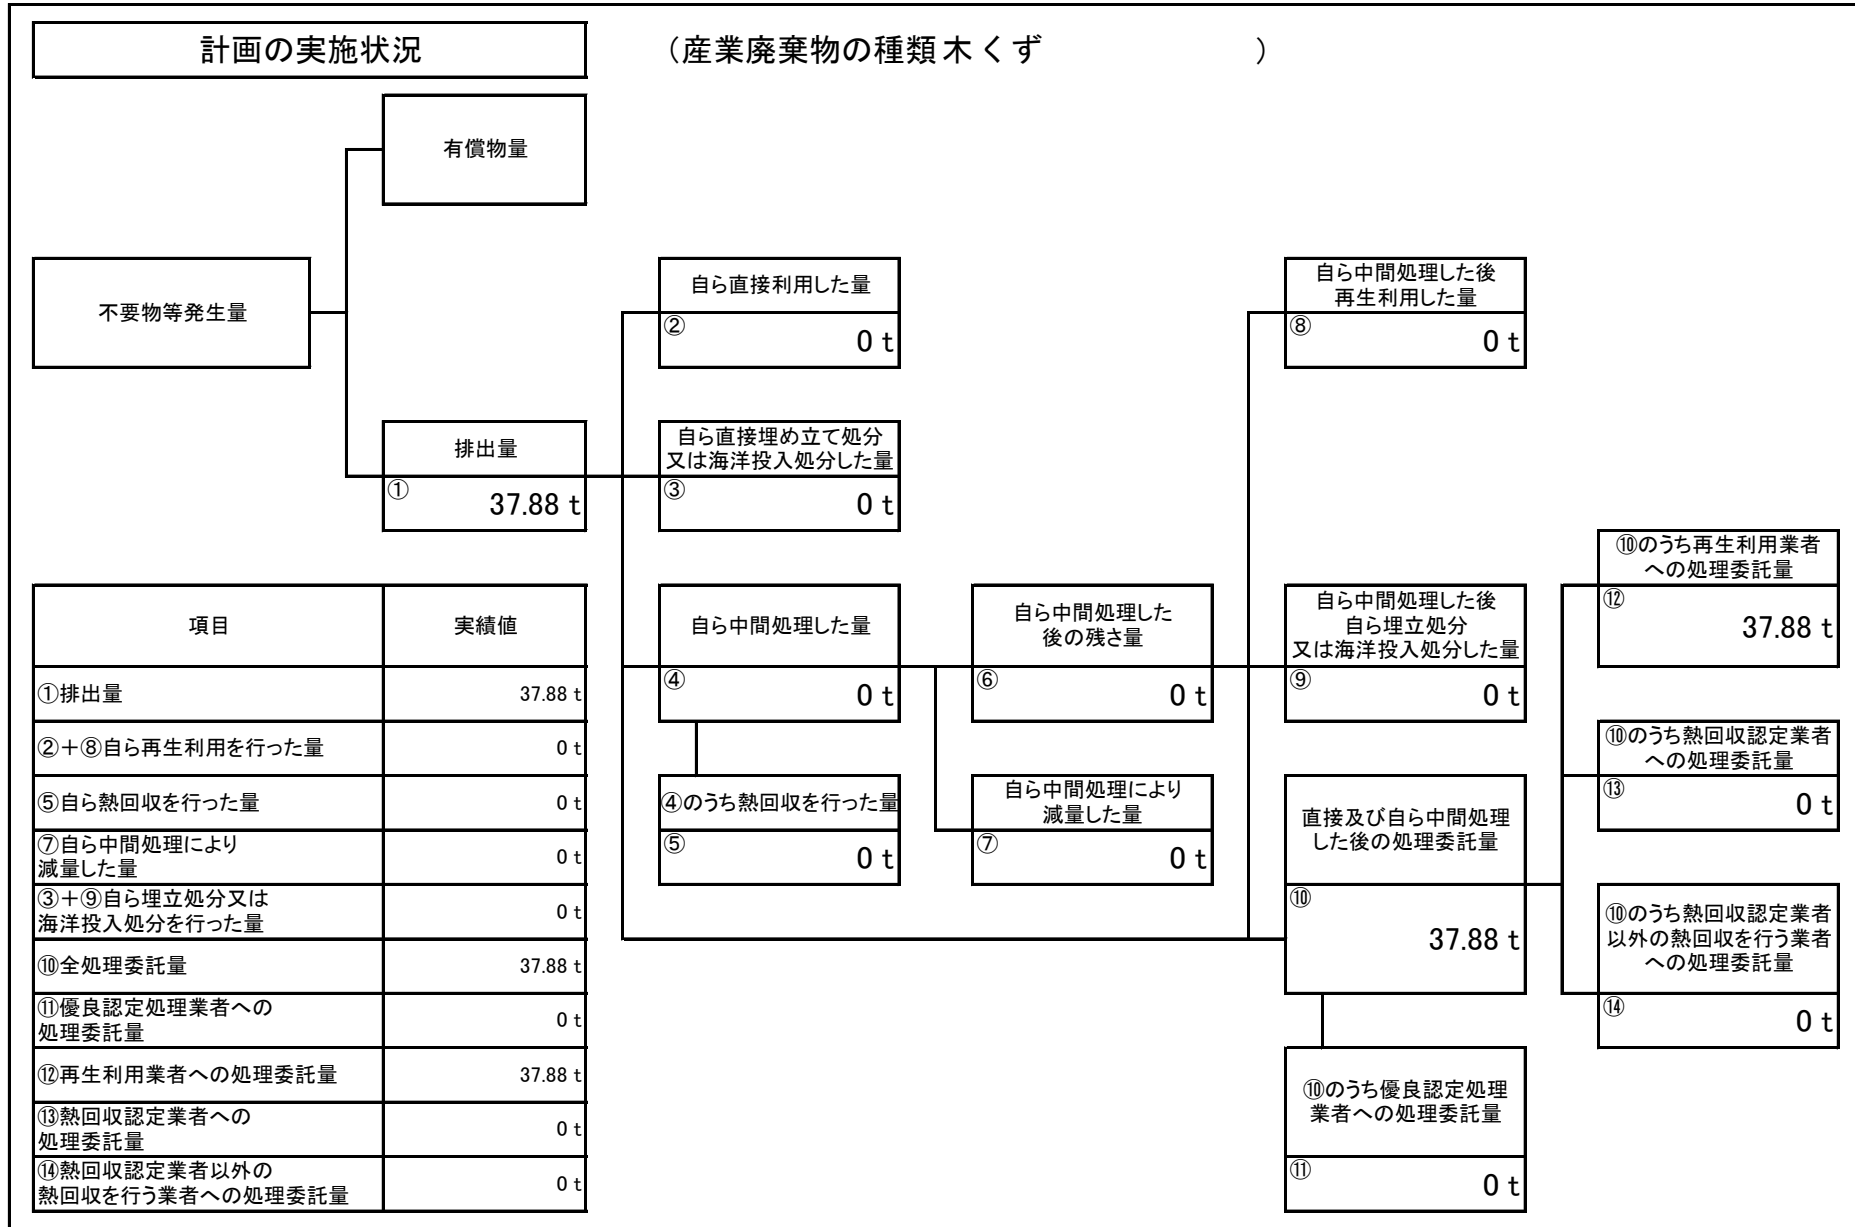 計画の実施状況
（産業廃棄物の種類 木くず ）
有償物量
不要物等発生量
自ら直接利用した量
② 0 t
自ら中間処理した後
再生利用した量
⑧ 0 t
排出量
① 37.88 t
自ら直接埋め立て処分
又は海洋投入処分した量
③ 0 t
自ら中間処理した量
④ 0 t
自ら中間処理した
後の残さ量
⑥ 0 t
自ら中間処理した後
自ら埋立処分
又は海洋投入処分した量
⑨ 0 t
⑩のうち再生利用業者
への処理委託量
⑫ 37.88 t
④のうち熱回収を行った量
⑤ 0 t
自ら中間処理により
減量した量
⑦ 0 t
直接及び自ら中間処理
した後の処理委託量
⑩ 37.88 t
⑩のうち熱回収認定業者
への処理委託量
⑬ 0 t
⑩のうち熱回収認定業者
以外の熱回収を行う業者
への処理委託量
⑭ 0 t
⑩のうち優良認定処理
業者への処理委託量
⑪ 0 t
項目 実績値
①排出量 37.88 t
②＋⑧自ら再生利用を行った量 0 t
⑤自ら熱回収を行った量 0 t
⑦自ら中間処理により
減量した量 0 t
③＋⑨自ら埋立処分又は
海洋投入処分を行った量 0 t
⑩全処理委託量 37.88 t
⑪優良認定処理業者への
処理委託量 0 t
⑫再生利用業者への処理委託量 37.88 t
⑬熱回収認定業者への
処理委託量 0 t
⑭熱回収認定業者以外の
熱回収を行う業者への処理委託量 0 t